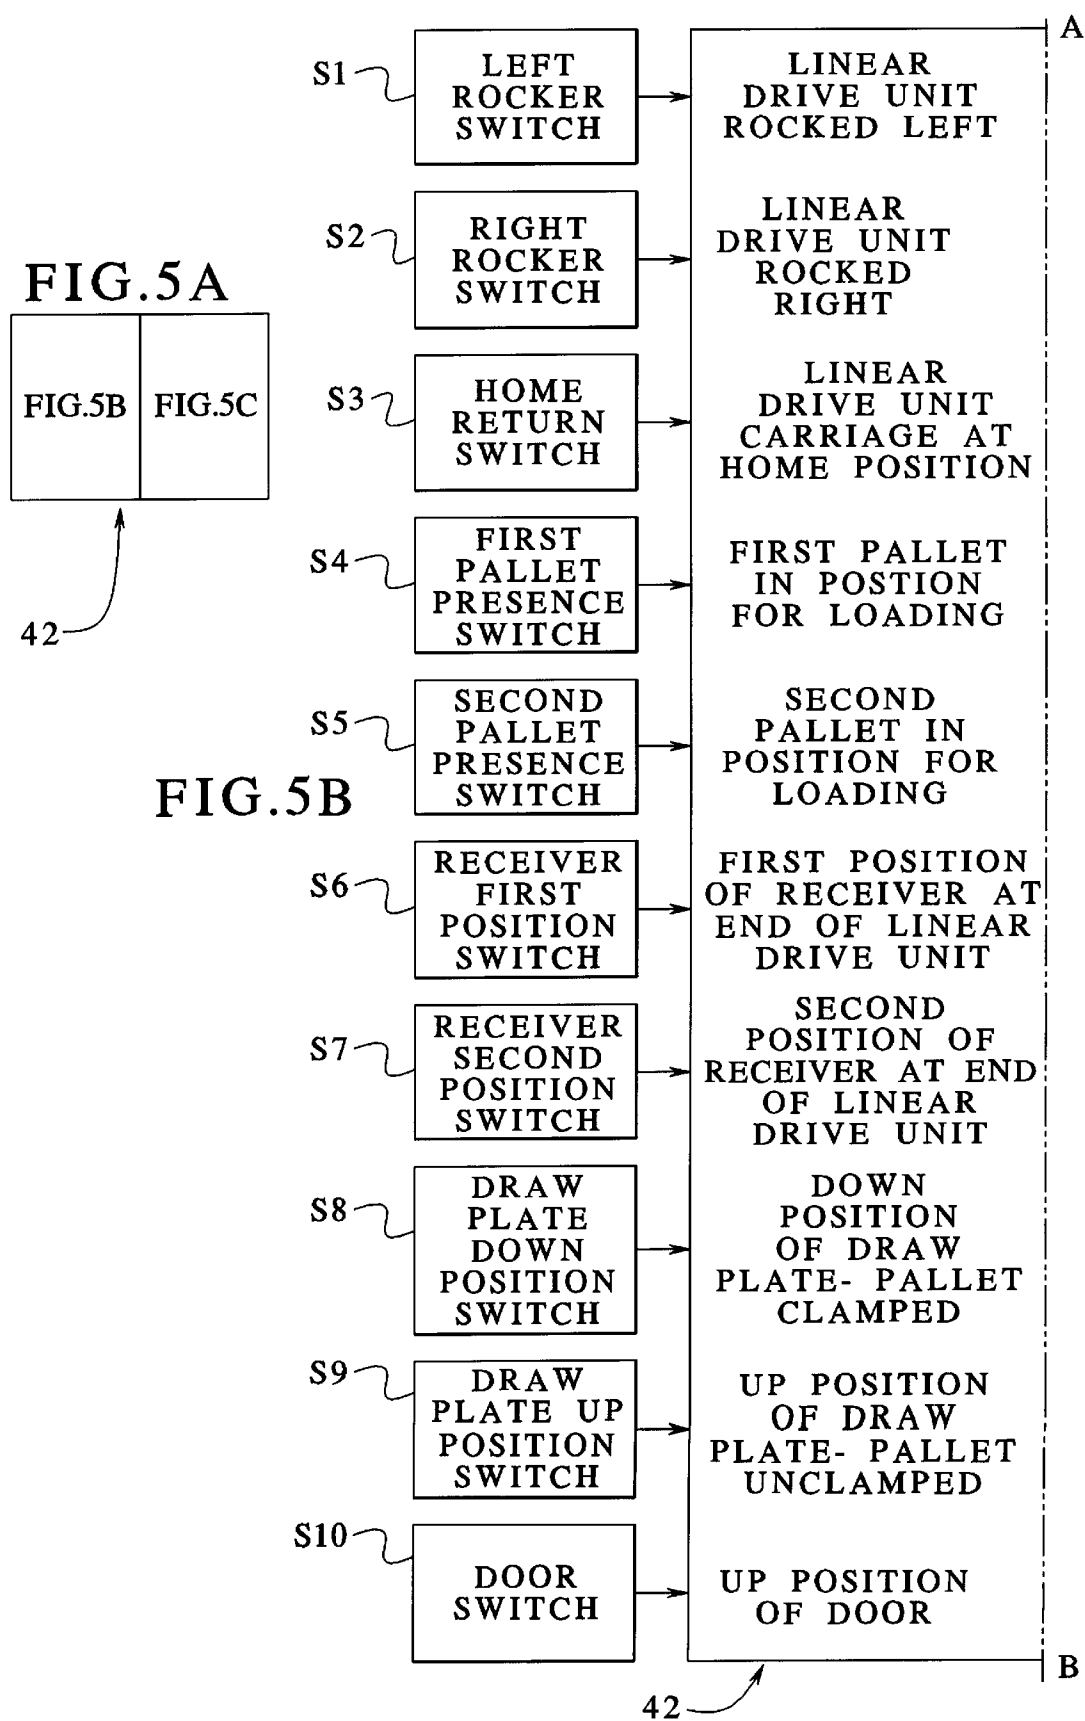 A
S1
LEFT
ROCKER
SWITCH
LINEAR
DRIVE UNIT
ROCKED LEFT
S2
RIGHT
ROCKER
SWITCH
LINEAR
DRIVE UNIT
ROCKED
RIGHT
FIG.5A
FIG.5B
FIG.5C
42
S3
HOME
RETURN
SWITCH
LINEAR
DRIVE UNIT
CARRIAGE AT
HOME POSITION
S4
FIRST
PALLET
PRESENCE
SWITCH
FIRST PALLET
IN POSTION
FOR LOADING
S5
SECOND
PALLET
PRESENCE
SWITCH
SECOND
PALLET IN
POSITION FOR
LOADING
FIG.5B
S6
RECEIVER
FIRST
POSITION
SWITCH
FIRST POSITION
OF RECEIVER AT
END OF LINEAR
DRIVE UNIT
S7
RECEIVER
SECOND
POSITION
SWITCH
SECOND
POSITION OF
RECEIVER AT END
OF LINEAR
DRIVE UNIT
S8
DRAW
PLATE
DOWN
POSITION
SWITCH
DOWN
POSITION
OF DRAW
PLATE- PALLET
CLAMPED
S9
DRAW
PLATE UP
POSITION
SWITCH
UP POSITION
OF DRAW
PLATE- PALLET
UNCLAMPED
S10
DOOR
SWITCH
UP POSITION
OF DOOR
B
42